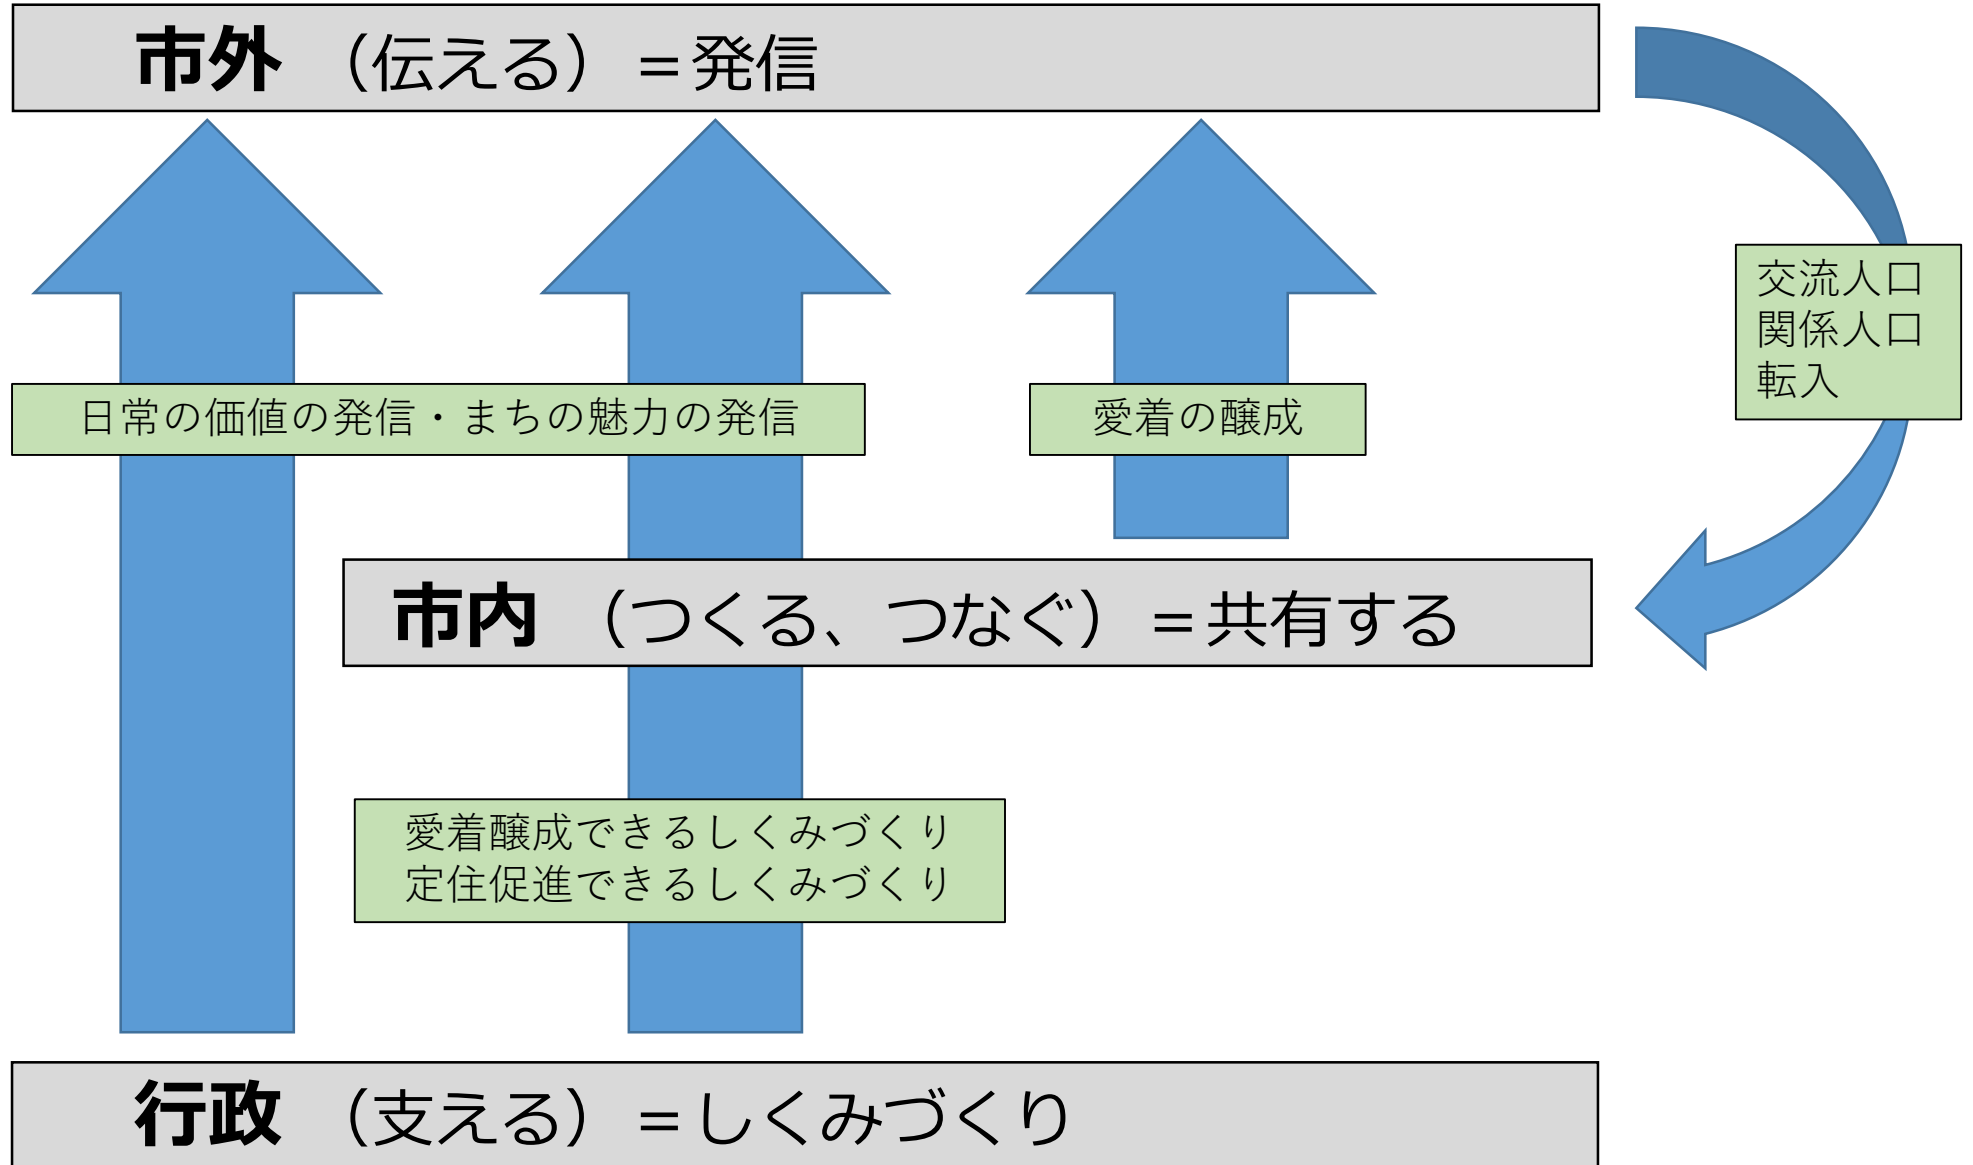 市外 （伝える）＝発信
交流人口
関係人口
転入
日常の価値の発信・まちの魅力の発信
愛着の醸成
市内 （つくる、つなぐ）＝共有する
愛着醸成できるしくみづくり
定住促進できるしくみづくり
行政 （支える）＝しくみづくり